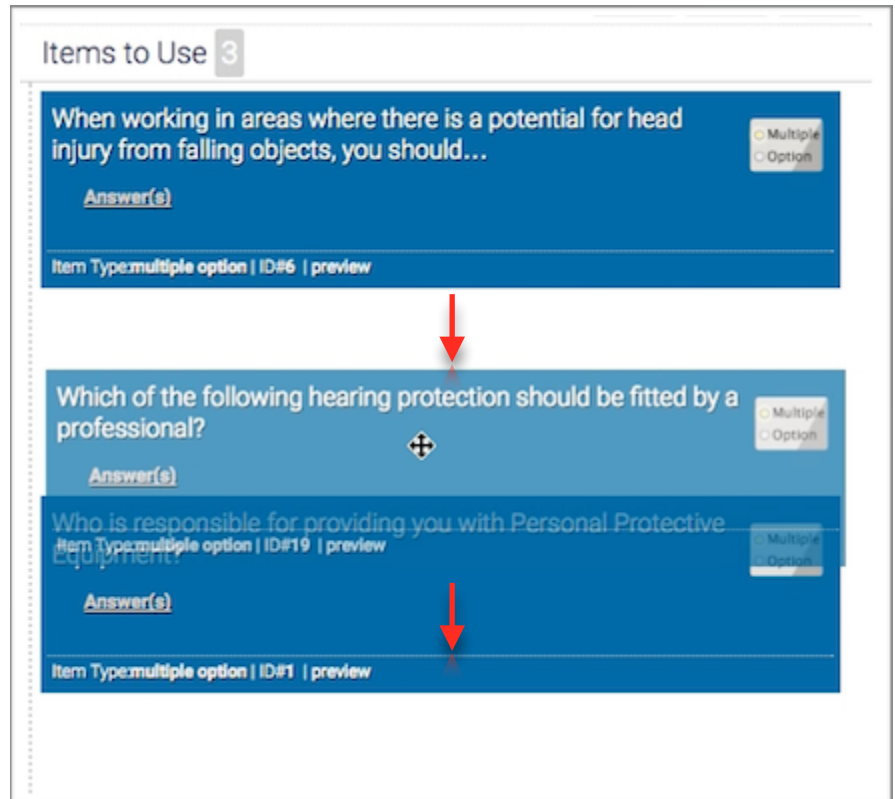 Items to Use 3
When working in areas where there is a potential for head
injury from falling objects, you should...
Multiple
Option
Answer(s)
Item Type:multiple option | ID#6 | preview
Which of the following hearing protection should be fitted by a
professional?
Multiple
Option
Answer(s)
Who is responsible for providing you with Personal Protective
Item Type:multiple option | ID#19 | preview
Equipment?
Multiple
Option
Answer(s)
Item Type:multiple option | ID#1 | preview